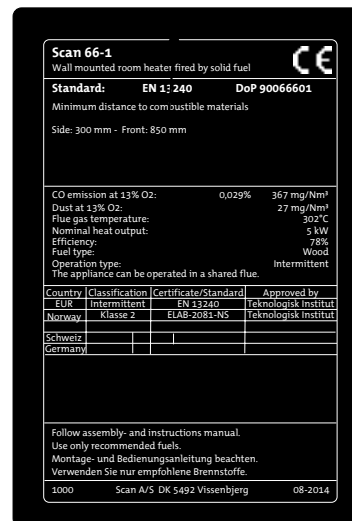 Scan 66-1
Wall mounted room heater fired by solid fuel
CE
Standard: EN 13240 DoP 90066601
Minimum distance to combustible materials
Side: 300 mm - Front: 850 mm
CO emission at 13% O2: 0,029% 367 mg/Nm³
Dust at 13% O2: 27 mg/Nm³
Flue gas temperature: 302°C
Nominal heat output: 5 kW
Efficiency: 78%
Fuel type: Wood
Operation type: Intermittent
The appliance can be operated in a shared flue.
Country Classification Certificate/Standard Approved by
EUR Intermittent EN 13240 Teknologisk Institut
Norway Klasse 2 ELAB-2081-NS Teknologisk Institut
Schweiz
Germany
Follow assembly- and instructions manual.
Use only recommended fuels.
Montage- und Bedienungsanleitung beachten.
Verwenden Sie nur empfohlene Brennstoffe.
1000 Scan A/S DK 5492 Vissenbjerg 08-2014